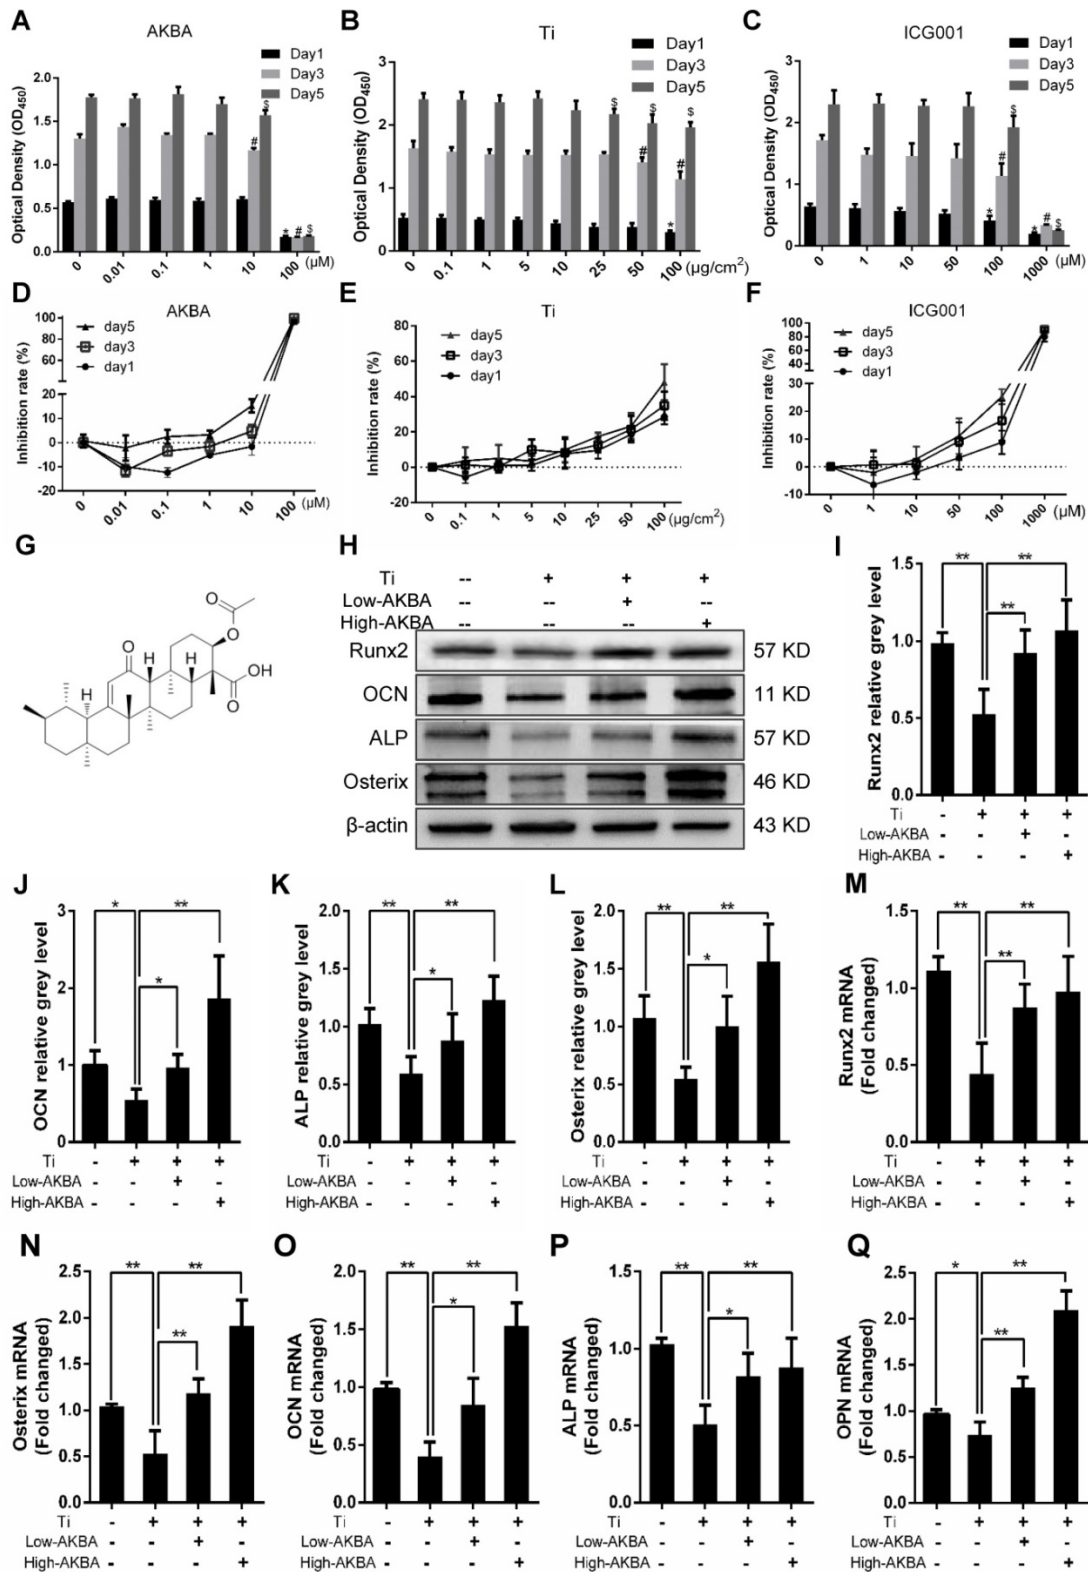 A AKBA
Day1
Day3
Day5
Optical Density (OD450)
2.0
1.5
1.0
0.5
0.0
* # $
# $
0 0.01 0.1 1 10 100 (μM)
B Ti
Day1
Day3
Day5
Optical Density (OD450)
3
2
1
0
$
# $
* # $
0 0.1 1 5 10 25 50 100 (μg/cm²)
C ICG001
Day1
Day3
Day5
Optical Density (OD450)
3
2
1
0
* # $
* # $
0 1 10 50 100 1000 (μM)
D AKBA
day5
day3
day1
Inhibition rate (%)
100
80
60
40
20
10
0
-10
-20
0 0.01 0.1 1 10 100 (μM)
E Ti
day5
day3
day1
Inhibition rate (%)
80
60
40
20
0
-20
0 0.1 1 5 10 25 50 100 (μg/cm²)
F ICG001
day5
day3
day1
Inhibition rate (%)
100
80
60
40
30
20
10
0
-10
0 1 10 50 100 1000 (μM)
G
O
O
O
H
H
H
OH
O
H
Ti -- + + +
Low-AKBA -- -- + --
High-AKBA -- -- -- +
Runx2 57 KD
OCN 11 KD
ALP 57 KD
Osterix 46 KD
β-actin 43 KD
I
Runx2 relative grey level
1.5
1.0
0.5
0.0
** **
**
Ti - + + +
Low-AKBA - - + -
High-AKBA - - - +
J
OCN relative grey level
3
2
1
0
* **
*
Ti - + + +
Low-AKBA - - + -
High-AKBA - - - +
K
ALP relative grey level
2.0
1.5
1.0
0.5
0.0
** **
*
Ti - + + +
Low-AKBA - - + -
High-AKBA - - - +
L
Osterix relative grey level
2.0
1.5
1.0
0.5
0.0
** **
*
Ti - + + +
Low-AKBA - - + -
High-AKBA - - - +
M
Runx2 mRNA
(Fold changed)
1.5
1.0
0.5
0.0
** **
**
Ti - + + +
Low-AKBA - - + -
High-AKBA - - - +
N
Osterix mRNA
(Fold changed)
2.5
2.0
1.5
1.0
0.5
0.0
** **
**
Ti - + + +
Low-AKBA - - + -
High-AKBA - - - +
O
OCN mRNA
(Fold changed)
2.0
1.5
1.0
0.5
0.0
** **
*
Ti - + + +
Low-AKBA - - + -
High-AKBA - - - +
P
ALP mRNA
(Fold changed)
1.5
1.0
0.5
0.0
** **
*
Ti - + + +
Low-AKBA - - + -
High-AKBA - - - +
Q
OPN mRNA
(Fold changed)
2.5
2.0
1.5
1.0
0.5
0.0
* **
**
Ti - + + +
Low-AKBA - - + -
High-AKBA - - - +